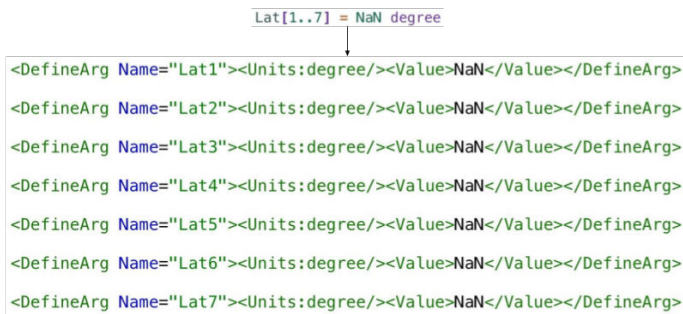 Lat[1..7] = NaN degree
<DefineArg Name="Lat1"><Units:degree/><Value>NaN</Value></DefineArg>
<DefineArg Name="Lat2"><Units:degree/><Value>NaN</Value></DefineArg>
<DefineArg Name="Lat3"><Units:degree/><Value>NaN</Value></DefineArg>
<DefineArg Name="Lat4"><Units:degree/><Value>NaN</Value></DefineArg>
<DefineArg Name="Lat5"><Units:degree/><Value>NaN</Value></DefineArg>
<DefineArg Name="Lat6"><Units:degree/><Value>NaN</Value></DefineArg>
<DefineArg Name="Lat7"><Units:degree/><Value>NaN</Value></DefineArg>